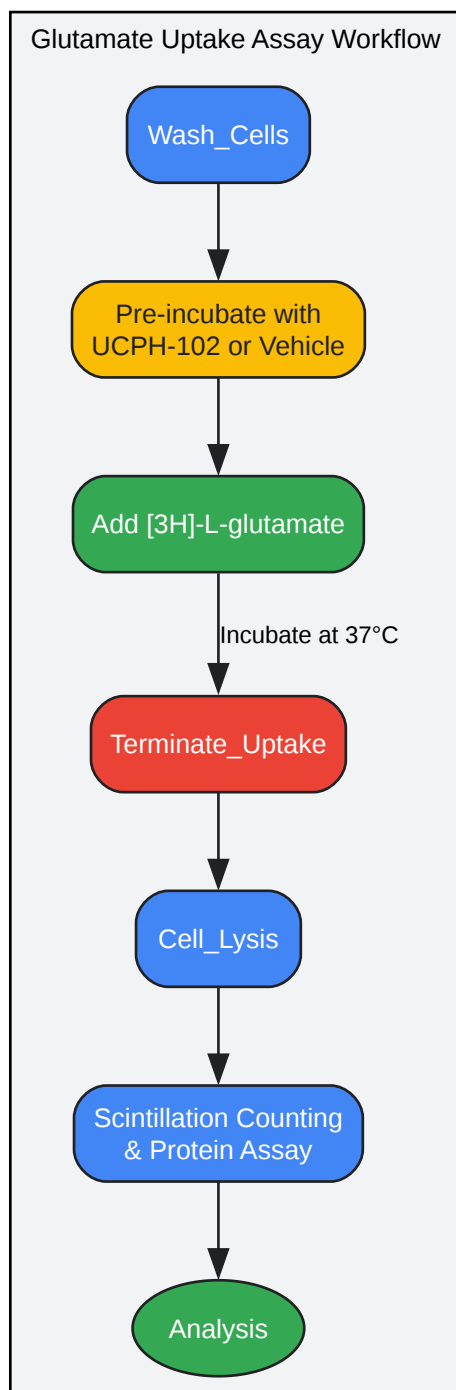 Glutamate Uptake Assay Workflow
Wash_Cells
Pre-incubate with
UCPH-102 or Vehicle
Add [3H]-L-glutamate
Incubate at 37°C
Terminate_Uptake
Cell_Lysis
Scintillation Counting
& Protein Assay
Analysis